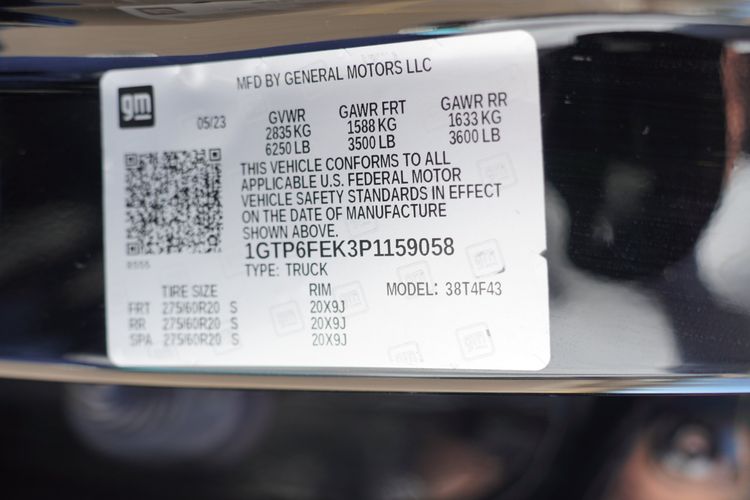 MFD BY GENERAL MOTORS LLC
gm
05/23
GVWR GAWR FRT GAWR RR
2835 KG 1588 KG 1633 KG
6250 LB 3500 LB 3600 LB
THIS VEHICLE CONFORMS TO ALL
APPLICABLE U.S. FEDERAL MOTOR
VEHICLE SAFETY STANDARDS IN EFFECT
ON THE DATE OF MANUFACTURE
SHOWN ABOVE.
1GTP6FEK3P1159058
TYPE: TRUCK
TIRE SIZE RIM MODEL: 38T4F43
FRT 275/60R20 S 20X9J
RR 275/60R20 S 20X9J
SPA 275/60R20 S 20X9J